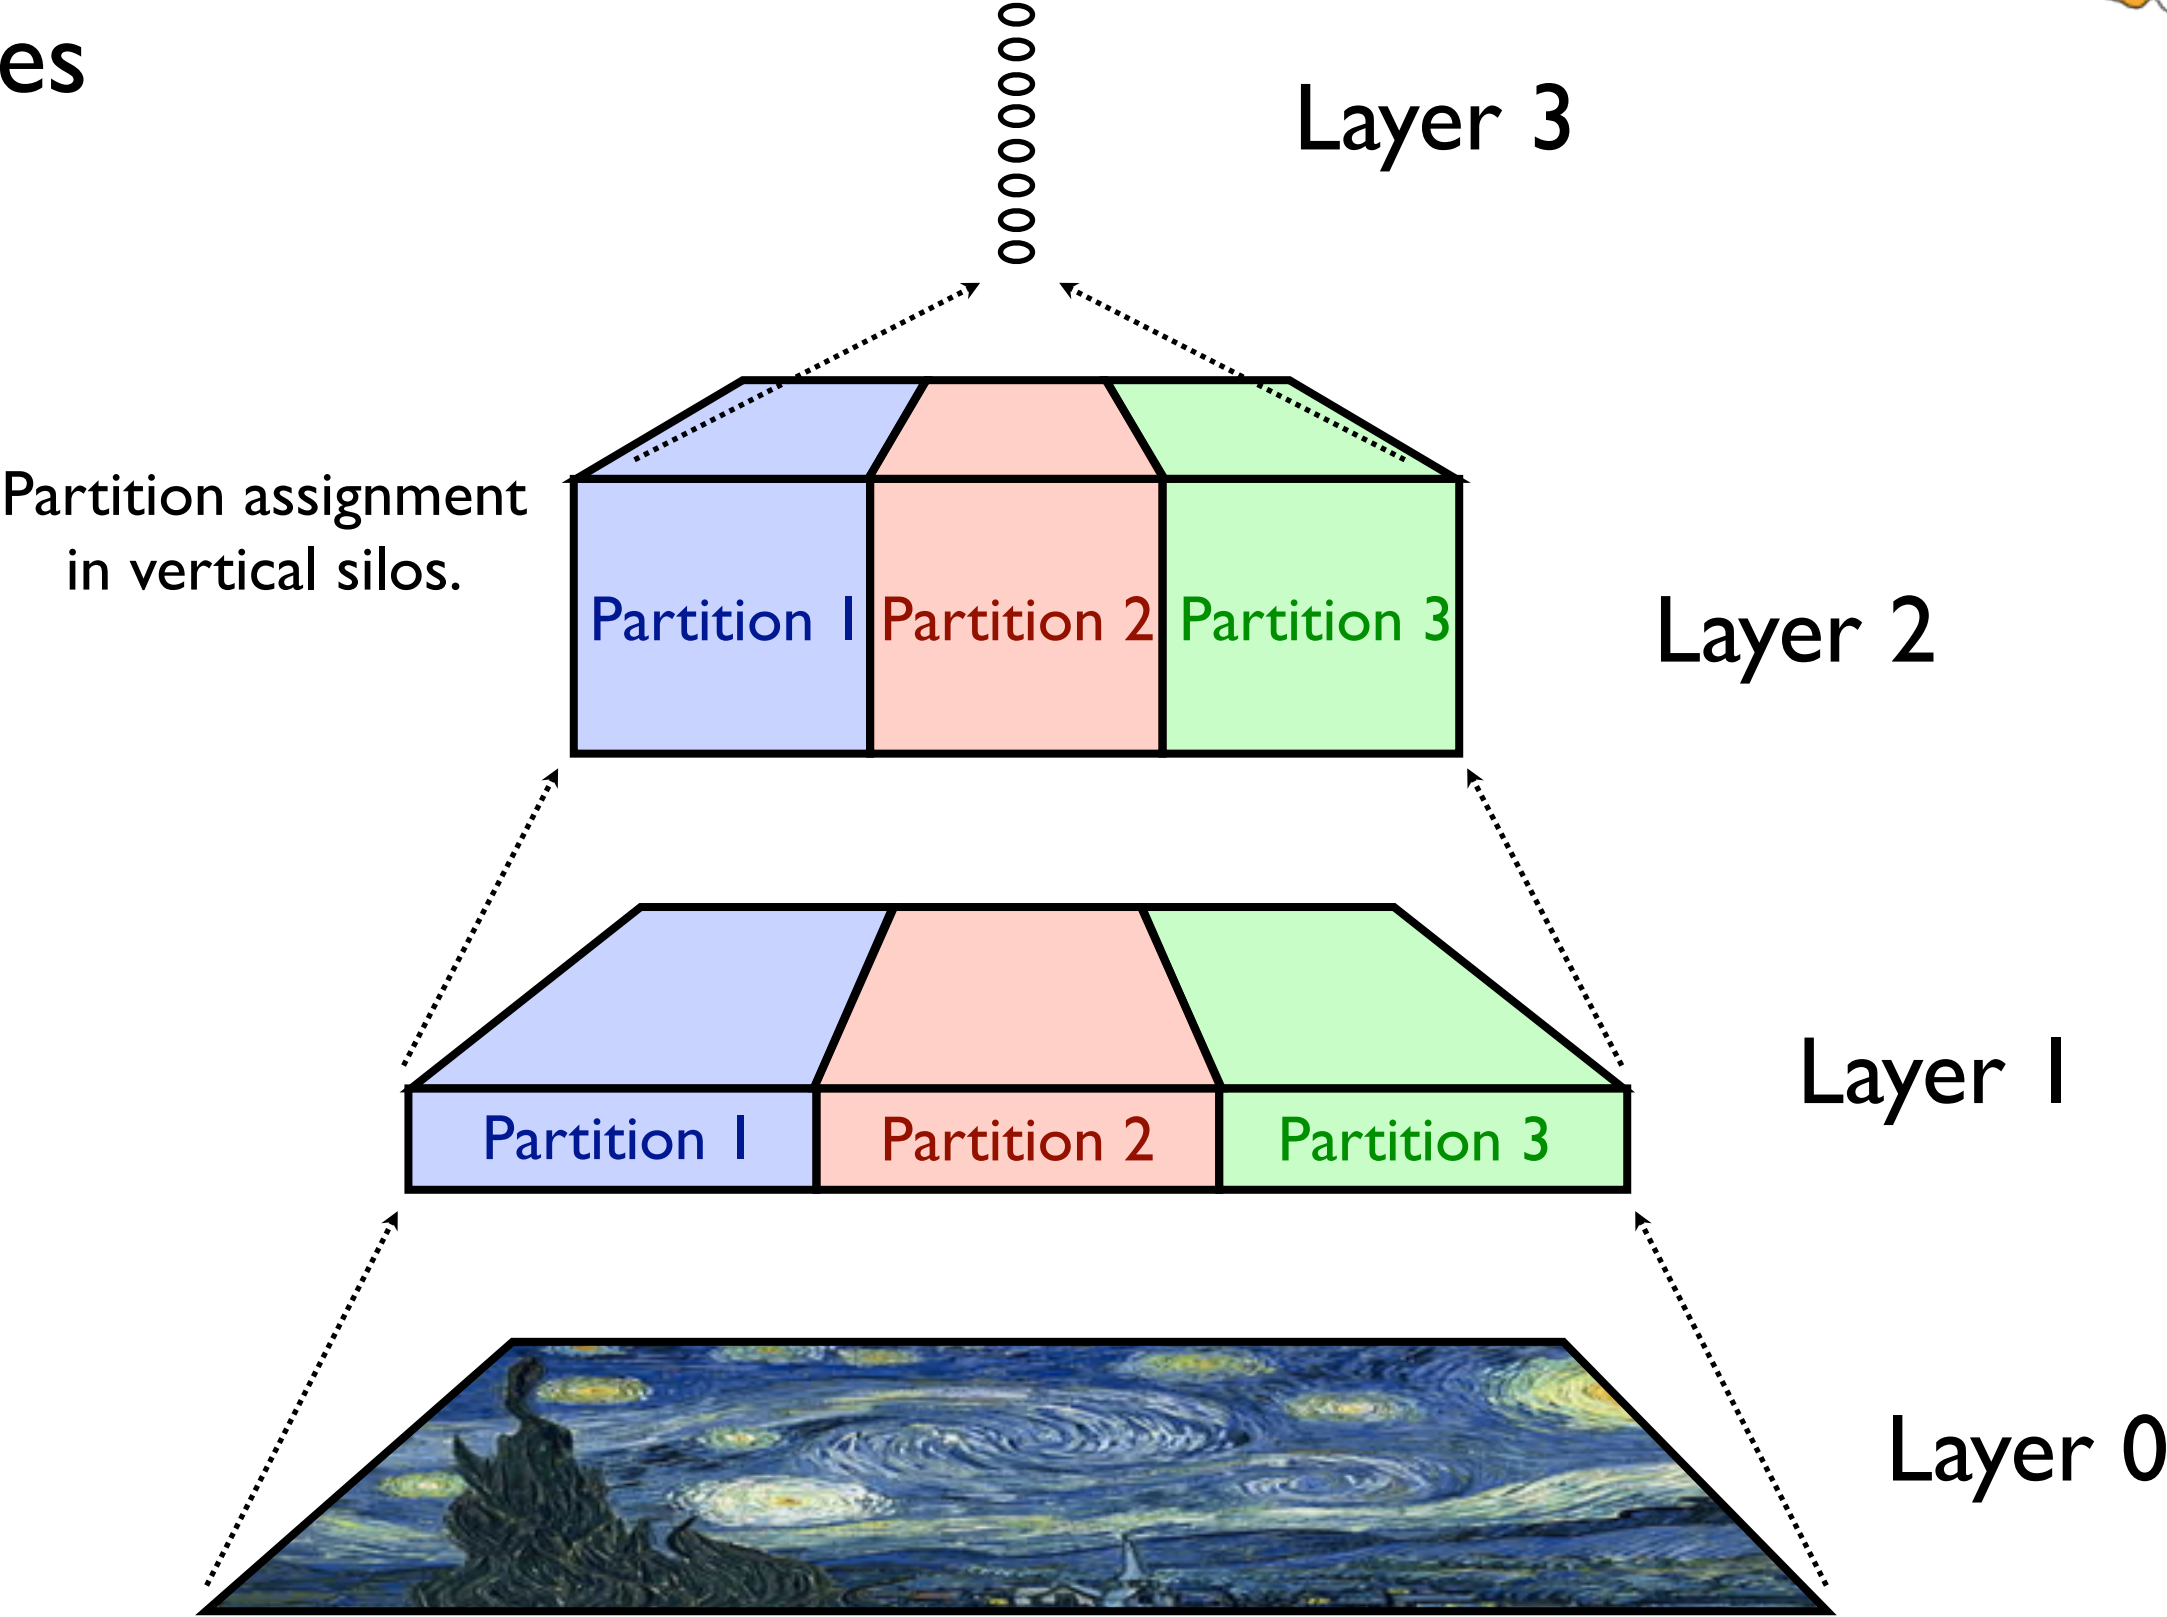 es
Layer 3
Partition assignment
in vertical silos.
Partition 1 Partition 2 Partition 3
Layer 2
Layer 1
Partition 1 Partition 2 Partition 3
Layer 0